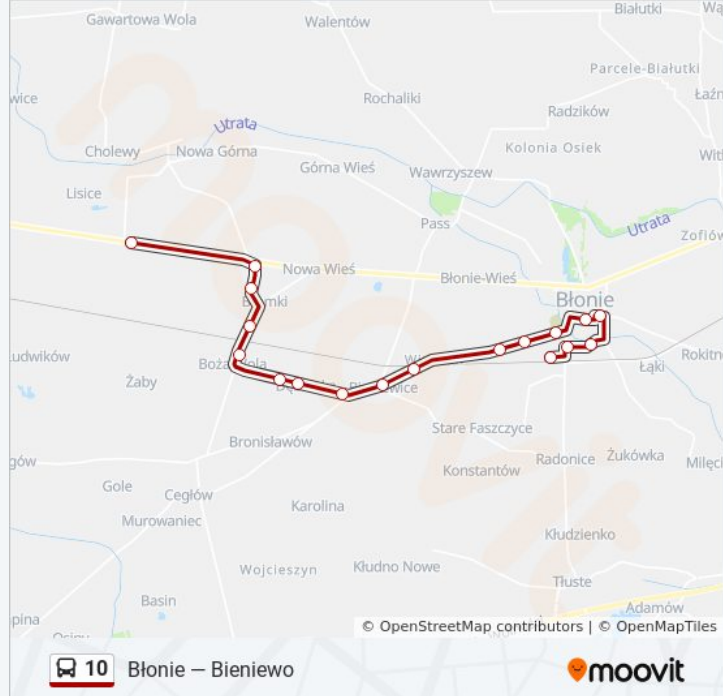 Gawartowa Wola
Walentów
Białutki
Parcele-Białutki
Rochaliki
Radzików
Utrata
Cholewy
Nowa Górna
Kolonia Osiek
Górna Wieś
Wawrzyszew
Lisice
Pass
Utrata
Nowa Wieś
Błonie-Wieś
Błonie
Żaby
Łąki
Stare Faszczyce
Bronisławów
Radonice
Żukówka
Gole
Cegłów
Konstantów
Murowaniec
Karolina
Kłudzienko
Wojcieszyn
Kłudno Nowe
Tłuste
Basin
Adamów
© OpenStreetMap contributors | © OpenMapTiles
10 Błonie — Bieniewo
moovit